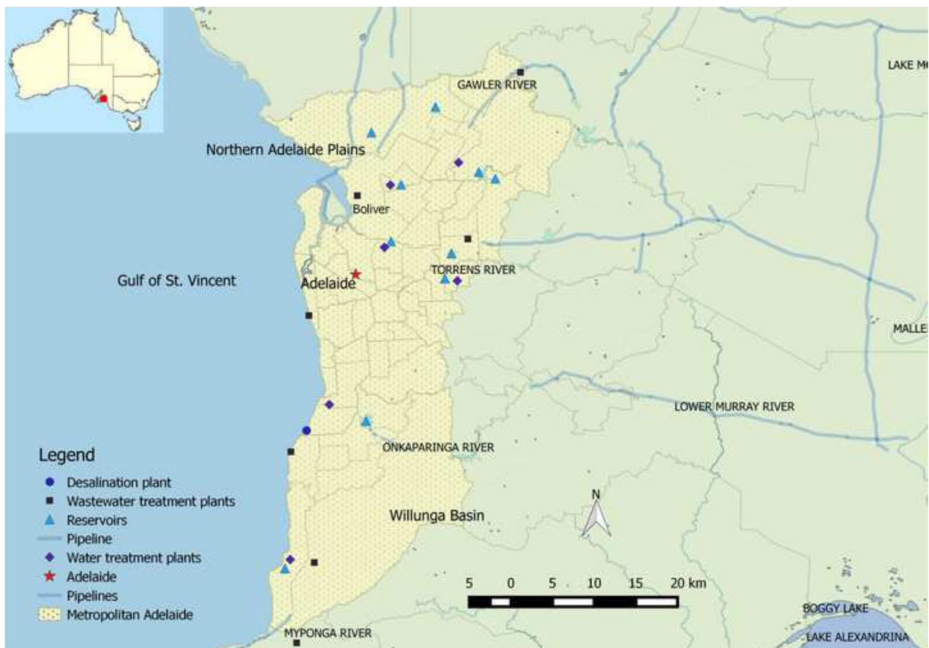 GAWLER RIVER
LAKE M
Northern Adelaide Plains
Boliver
Gulf of St. Vincent
Adelaide
TORRENS RIVER
MALLE
LOWER MURRAY RIVER
ONKAPARINGA RIVER
Willunga Basin
Legend
Desalination plant
Wastewater treatment plants
Reservoirs
Pipeline
Water treatment plants
Adelaide
Pipelines
Metropolitan Adelaide
N
5 0 5 10 15 20 km
MYPONGA RIVER
BOGGY LAKE
LAKE ALEXANDRINA